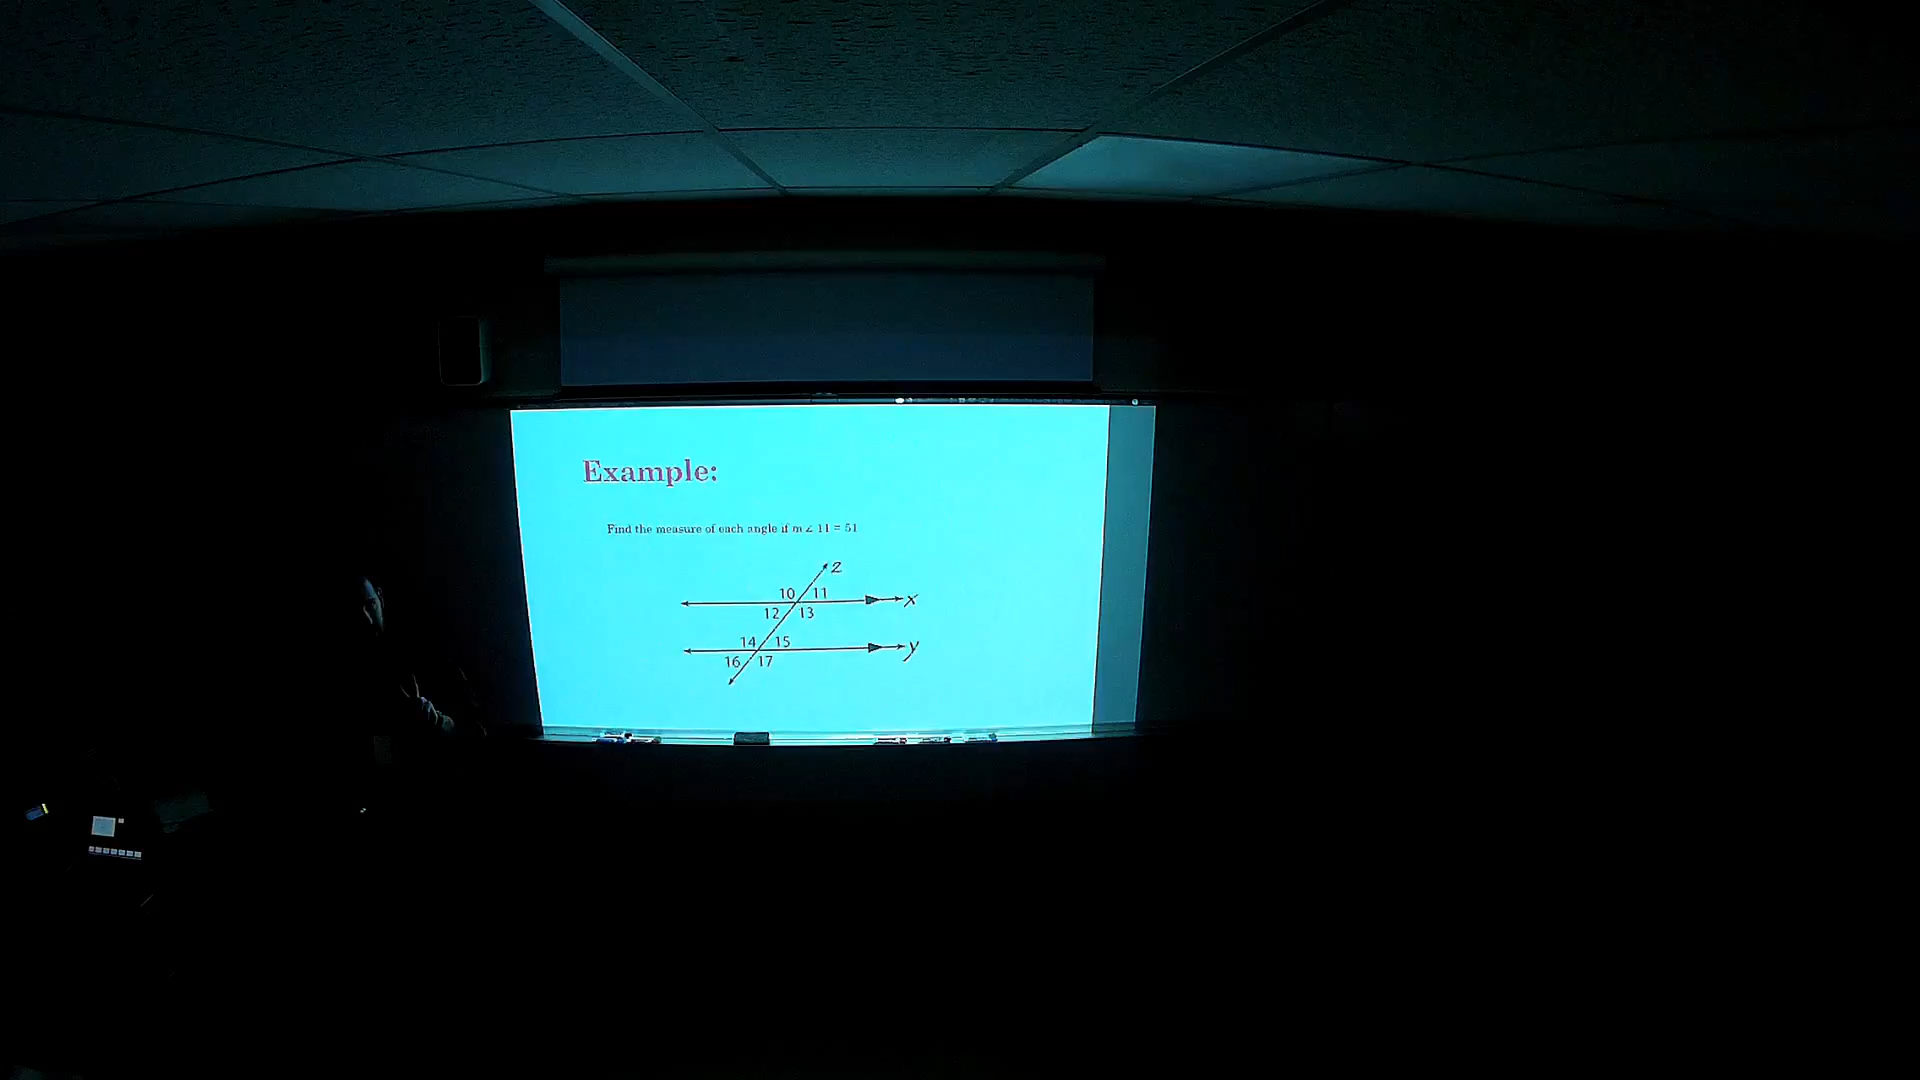 Example:
Find the measure of each angle if m∠11 = 51
z
10 11
x
12 13
14 15
y
16 17